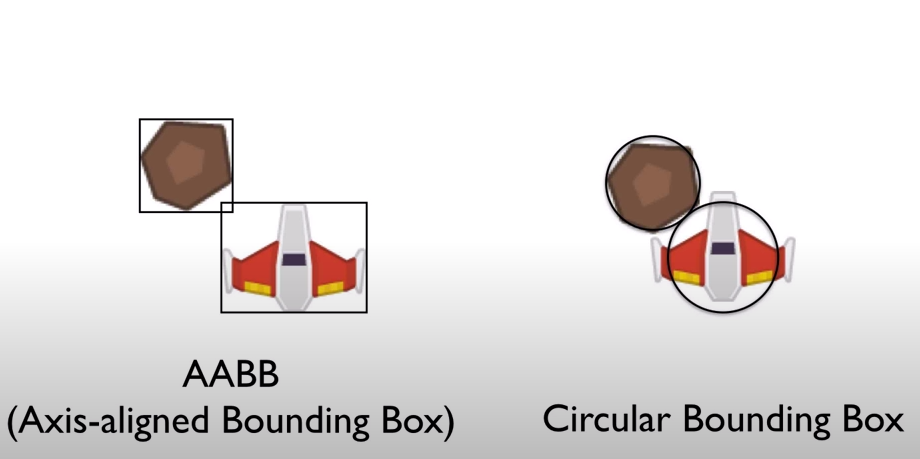 AABB
(Axis-aligned Bounding Box)
Circular Bounding Box